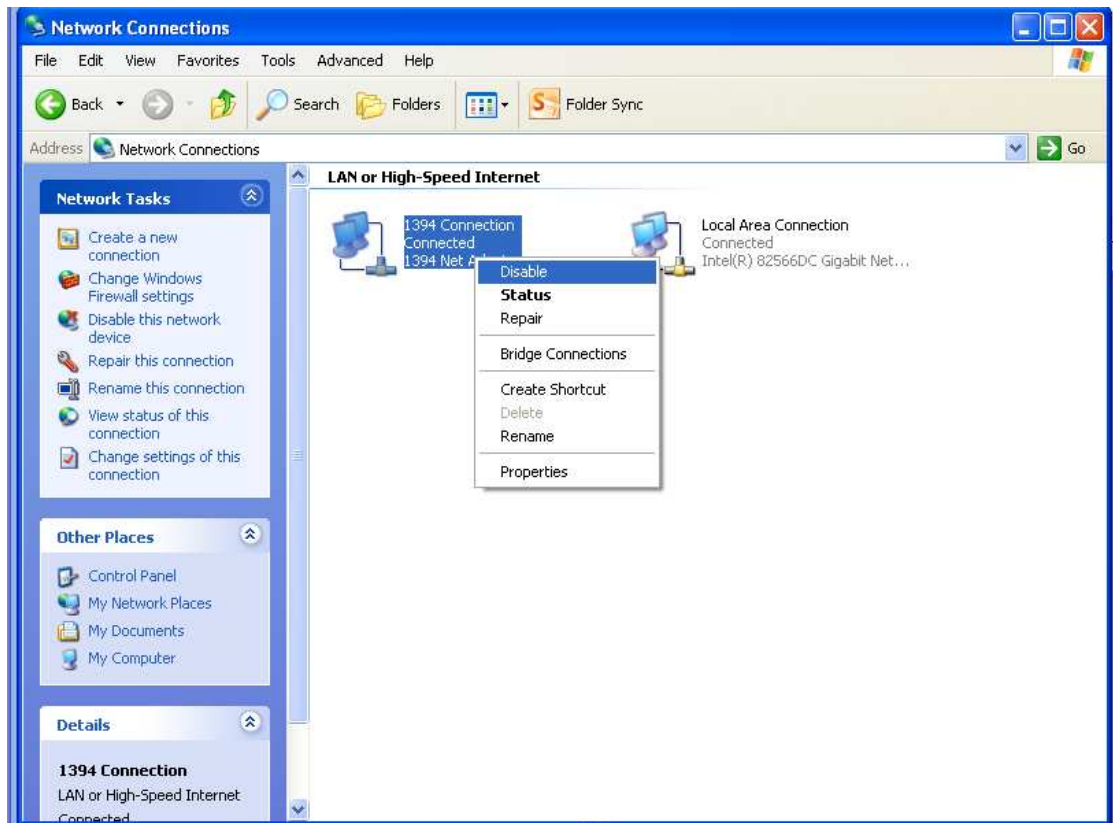 Network Connections
File Edit View Favorites Tools Advanced Help
Back Search Folders Folder Sync
Address Network Connections Go
Network Tasks
Create a new
connection
Change Windows
Firewall settings
Disable this network
device
Repair this connection
Rename this connection
View status of this
connection
Change settings of this
connection
Other Places
Control Panel
My Network Places
My Documents
My Computer
Details
1394 Connection
LAN or High-Speed Internet
Connected
LAN or High-Speed Internet
1394 Connection
Connected
1394 Net
Local Area Connection
Connected
Intel(R) 82566DC Gigabit Net...
Disable
Status
Repair
Bridge Connections
Create Shortcut
Delete
Rename
Properties